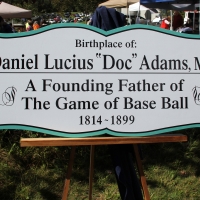 Birthplace of:
Daniel Lucius "Doc" Adams, M
A Founding Father of
The Game of Base Ball
1814~1899